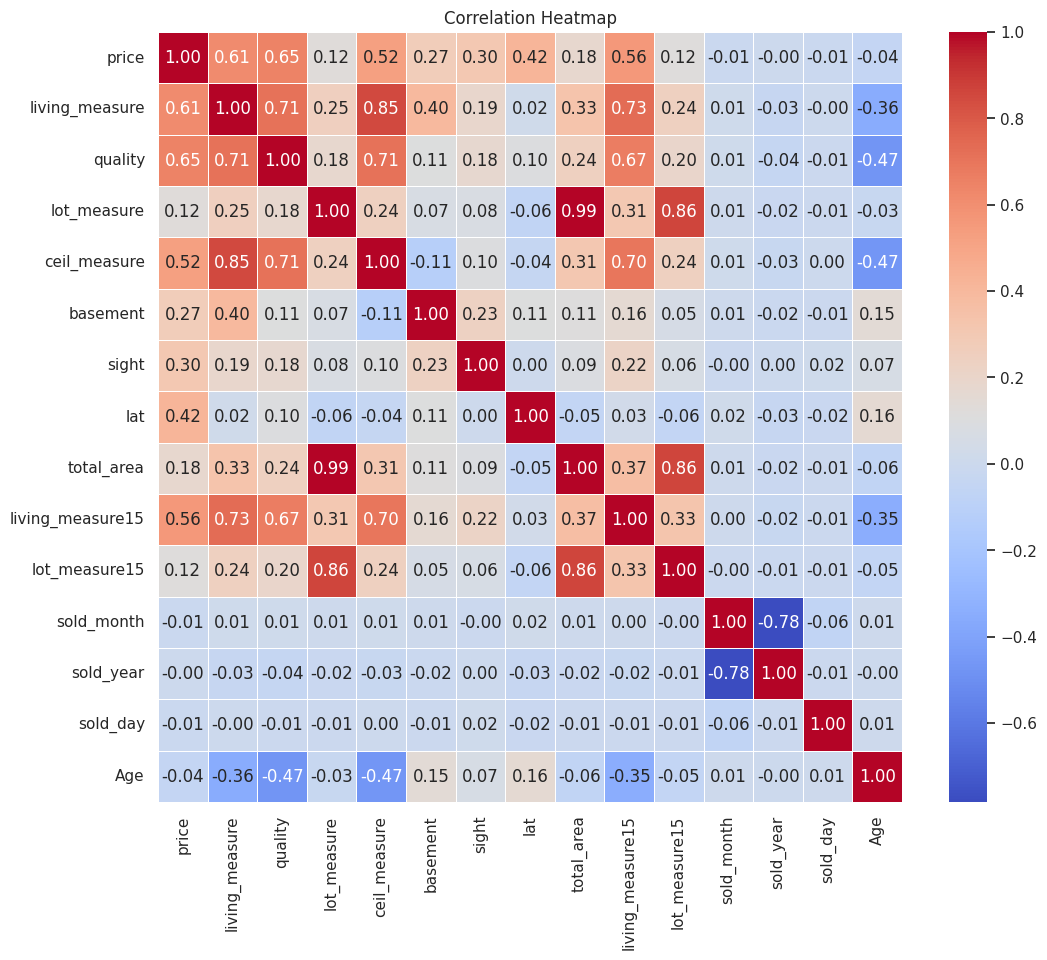 Correlation Heatmap
price 1.00 0.61 0.65 0.12 0.52 0.27 0.30 0.42 0.18 0.56 0.12 -0.01 -0.00 -0.01 -0.04
living_measure 0.61 1.00 0.71 0.25 0.85 0.40 0.19 0.02 0.33 0.73 0.24 0.01 -0.03 -0.00 -0.36
quality 0.65 0.71 1.00 0.18 0.71 0.11 0.18 0.10 0.24 0.67 0.20 0.01 -0.04 -0.01 -0.47
lot_measure 0.12 0.25 0.18 1.00 0.24 0.07 0.08 -0.06 0.99 0.31 0.86 0.01 -0.02 -0.01 -0.03
ceil_measure 0.52 0.85 0.71 0.24 1.00 -0.11 0.10 -0.04 0.31 0.70 0.24 0.01 -0.03 0.00 -0.47
basement 0.27 0.40 0.11 0.07 -0.11 1.00 0.23 0.11 0.11 0.16 0.05 0.01 -0.02 -0.01 0.15
sight 0.30 0.19 0.18 0.08 0.10 0.23 1.00 0.00 0.09 0.22 0.06 -0.00 0.00 0.02 0.07
lat 0.42 0.02 0.10 -0.06 -0.04 0.11 0.00 1.00 -0.05 0.03 -0.06 0.02 -0.03 -0.02 0.16
total_area 0.18 0.33 0.24 0.99 0.31 0.11 0.09 -0.05 1.00 0.37 0.86 0.01 -0.02 -0.01 -0.06
living_measure15 0.56 0.73 0.67 0.31 0.70 0.16 0.22 0.03 0.37 1.00 0.33 0.00 -0.02 -0.01 -0.35
lot_measure15 0.12 0.24 0.20 0.86 0.24 0.05 0.06 -0.06 0.86 0.33 1.00 -0.00 -0.01 -0.01 -0.05
sold_month -0.01 0.01 0.01 0.01 0.01 0.01 -0.00 0.02 0.01 0.00 -0.00 1.00 -0.78 -0.06 0.01
sold_year -0.00 -0.03 -0.04 -0.02 -0.03 -0.02 0.00 -0.03 -0.02 -0.02 -0.01 -0.78 1.00 -0.01 -0.00
sold_day -0.01 -0.00 -0.01 -0.01 0.00 -0.01 0.02 -0.02 -0.01 -0.01 -0.01 -0.06 -0.01 1.00 0.01
Age -0.04 -0.36 -0.47 -0.03 -0.47 0.15 0.07 0.16 -0.06 -0.35 -0.05 0.01 -0.00 0.01 1.00
price living_measure quality lot_measure ceil_measure basement sight lat total_area living_measure15 lot_measure15 sold_month sold_year sold_day Age
1.0
0.8
0.6
0.4
0.2
0.0
−0.2
−0.4
−0.6